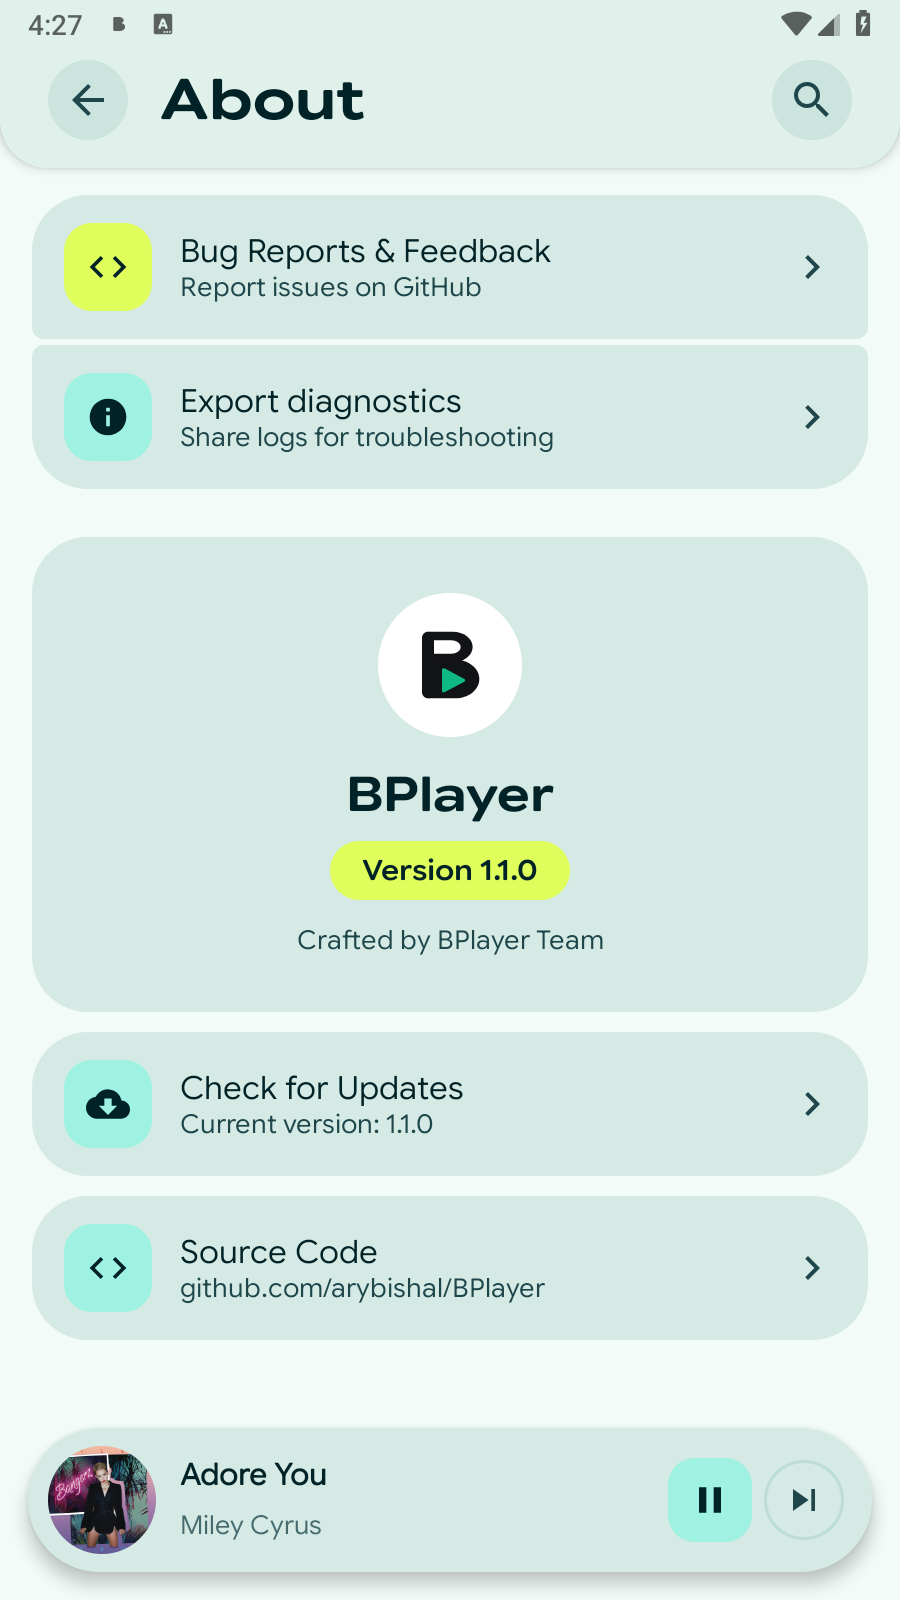 4:27
About
Bug Reports & Feedback
Report issues on GitHub
Export diagnostics
Share logs for troubleshooting
B
BPlayer
Version 1.1.0
Crafted by BPlayer Team
Check for Updates
Current version: 1.1.0
Source Code
github.com/arybishal/BPlayer
Bangerz
Adore You
Miley Cyrus